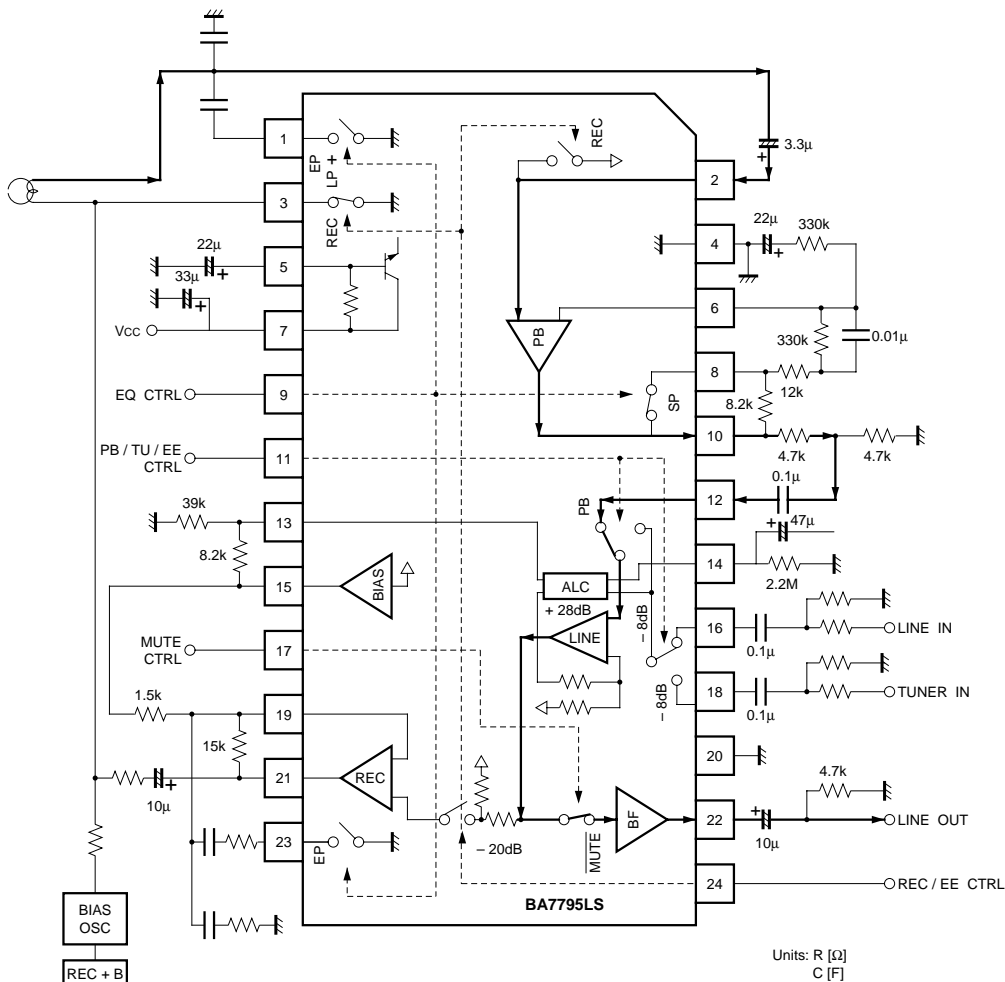 3.3μ
1
EP
LP +
REC
2
3
REC
4
22μ
330k
22μ
5
33μ
6
VCC
7
PB
330k
0.01μ
8
12k
EQ CTRL
9
SP
8.2k
10
4.7k
4.7k
PB / TU / EE
CTRL
11
0.1μ
12
PB
39k
13
47μ
14
8.2k
ALC
2.2M
+ 28dB
15
BIAS
– 8dB
16
LINE IN
LINE
0.1μ
MUTE
CTRL
17
18
TUNER IN
– 8dB
0.1μ
1.5k
19
20
15k
4.7k
REC
21
22
LINE OUT
10μ
BF
10μ
23
EP
– 20dB
MUTE
24
REC / EE CTRL
BA7795LS
BIAS
OSC
REC + B
Units: R [Ω]
C [F]